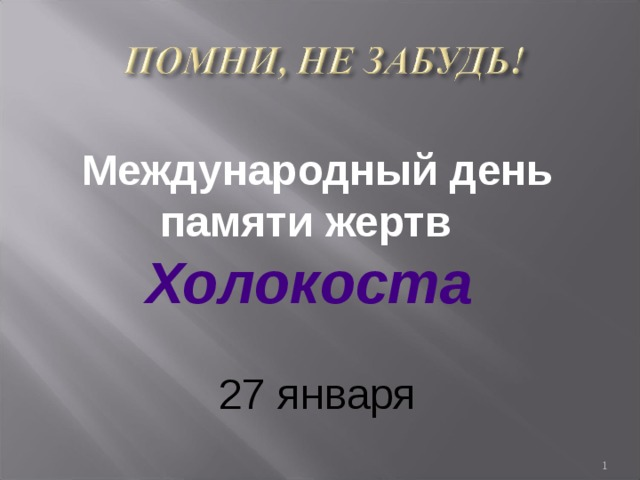 ПОМНИ, НЕ ЗАБУДЬ!
Международный день
памяти жертв
Холокоста
27 января
1